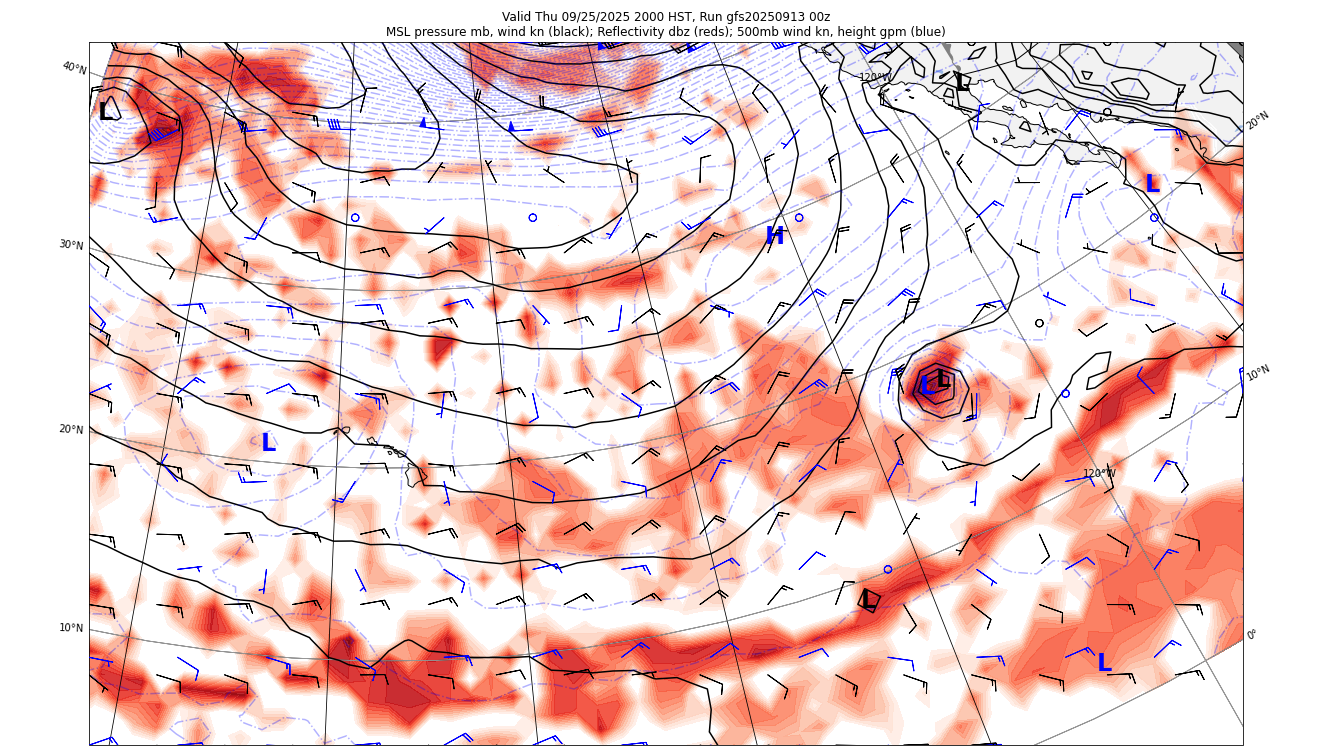 Valid Thu 09/25/2025 2000 HST, Run gfs20250913 00z
MSL pressure mb, wind kn (black); Reflectivity dbz (reds); 500mb wind kn, height gpm (blue)
40°N
120°W
L
L
20°N
L
30°N
H
10°N
L
L
20°N
L
120°W
L
10°N
0°
L